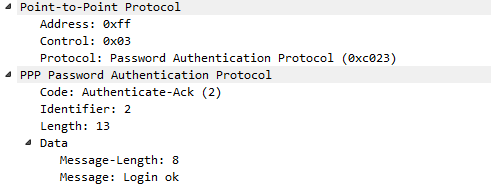 Point-to-Point Protocol
Address: 0xff
Control: 0x03
Protocol: Password Authentication Protocol (0xc023)
PPP Password Authentication Protocol
Code: Authenticate-Ack (2)
Identifier: 2
Length: 13
Data
Message-Length: 8
Message: Login ok